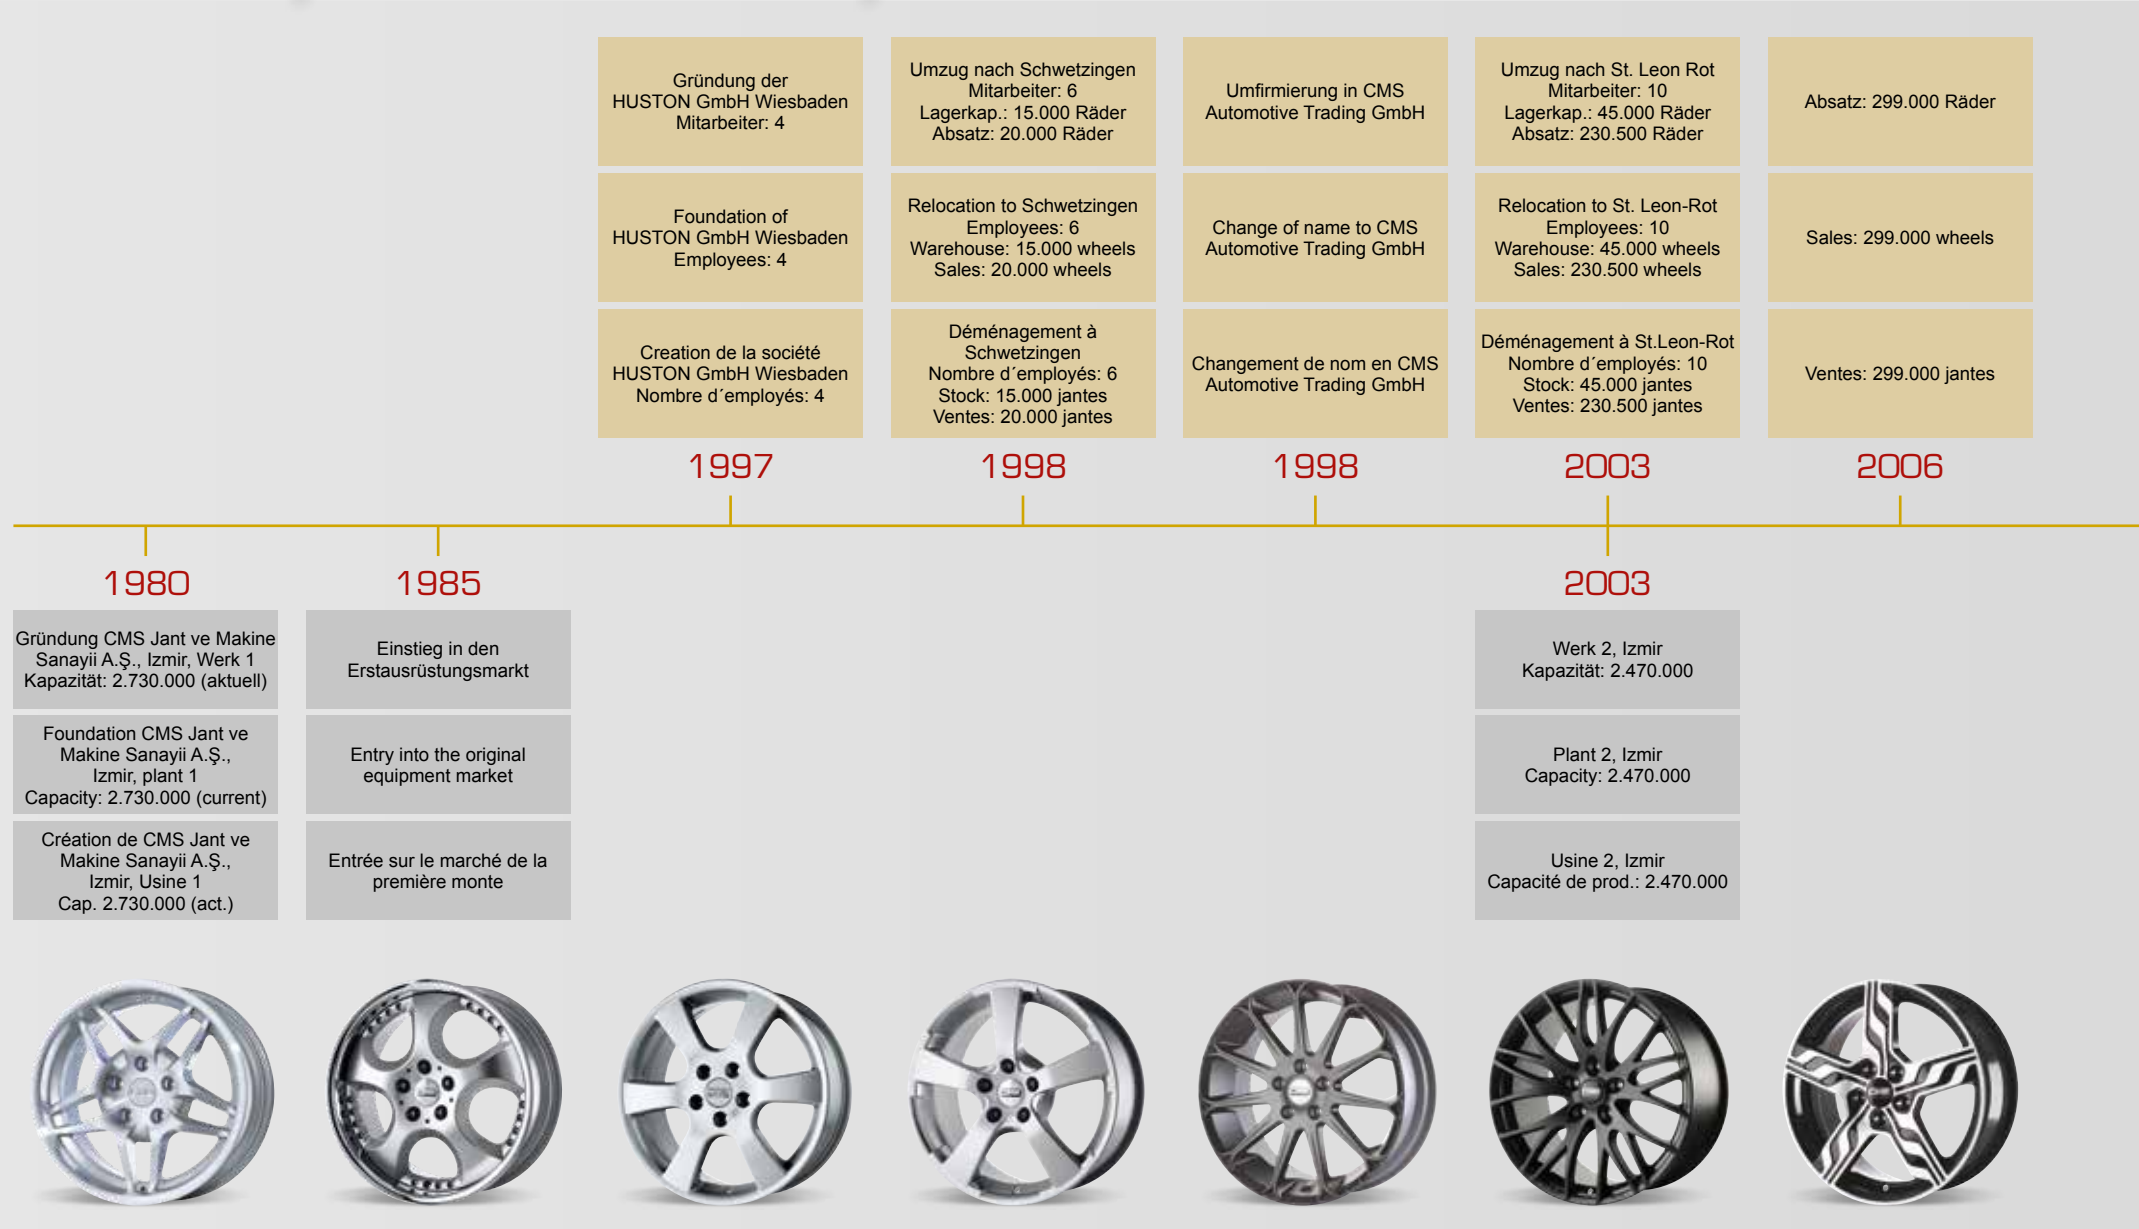 Gründung der
HUSTON GmbH Wiesbaden
Mitarbeiter: 4
Foundation of
HUSTON GmbH Wiesbaden
Employees: 4
Creation de la société
HUSTON GmbH Wiesbaden
Nombre d´employés: 4
1997
Umzug nach Schwetzingen
Mitarbeiter: 6
Lagerkap.: 15.000 Räder
Absatz: 20.000 Räder
Relocation to Schwetzingen
Employees: 6
Warehouse: 15.000 wheels
Sales: 20.000 wheels
Déménagement à
Schwetzingen
Nombre d´employés: 6
Stock: 15.000 jantes
Ventes: 20.000 jantes
1998
Umfirmierung in CMS
Automotive Trading GmbH
Change of name to CMS
Automotive Trading GmbH
Changement de nom en CMS
Automotive Trading GmbH
1998
Umzug nach St. Leon Rot
Mitarbeiter: 10
Lagerkap.: 45.000 Räder
Absatz: 230.500 Räder
Relocation to St. Leon-Rot
Employees: 10
Warehouse: 45.000 wheels
Sales: 230.500 wheels
Déménagement à St.Leon-Rot
Nombre d´employés: 10
Stock: 45.000 jantes
Ventes: 230.500 jantes
2003
Absatz: 299.000 Räder
Sales: 299.000 wheels
Ventes: 299.000 jantes
2006
1980
Gründung CMS Jant ve Makine
Sanayii A.Ş., Izmir, Werk 1
Kapazität: 2.730.000 (aktuell)
Foundation CMS Jant ve
Makine Sanayii A.Ş.,
Izmir, plant 1
Capacity: 2.730.000 (current)
Création de CMS Jant ve
Makine Sanayii A.Ş.,
Izmir, Usine 1
Cap. 2.730.000 (act.)
1985
Einstieg in den
Erstausrüstungsmarkt
Entry into the original
equipment market
Entrée sur le marché de la
première monte
2003
Werk 2, Izmir
Kapazität: 2.470.000
Plant 2, Izmir
Capacity: 2.470.000
Usine 2, Izmir
Capacité de prod.: 2.470.000